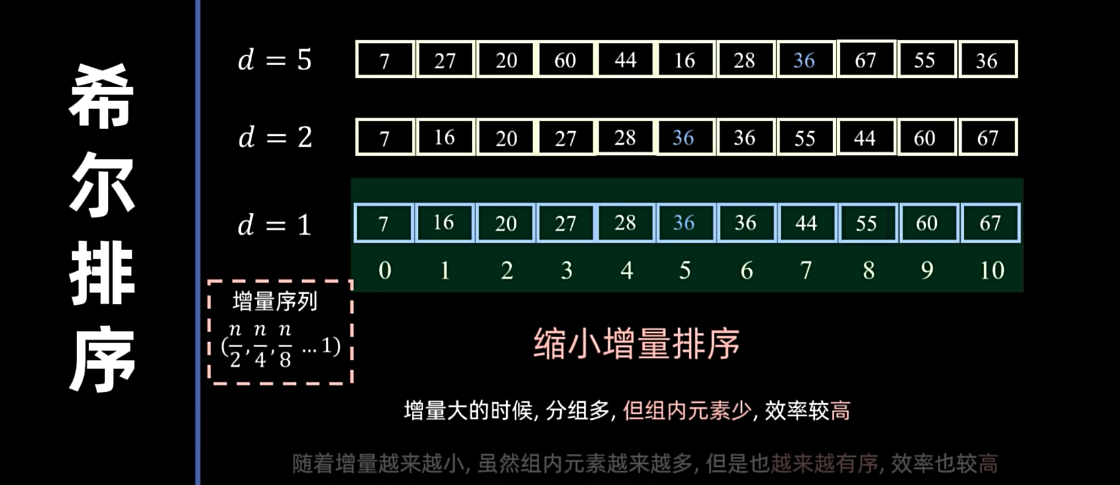 希尔排序
d = 5 7 27 20 60 44 16 28 36 67 55 36
d = 2 7 16 20 27 28 36 36 55 44 60 67
d = 1 7 16 20 27 28 36 36 44 55 60 67
0 1 2 3 4 5 6 7 8 9 10
增量序列
(n/2, n/4, n/8 ...1)
缩小增量排序
增量大的时候, 分组多, 但组内元素少, 效率较高
随着增量越来越小, 虽然组内元素越来越多, 但是也越来越有序, 效率也较高